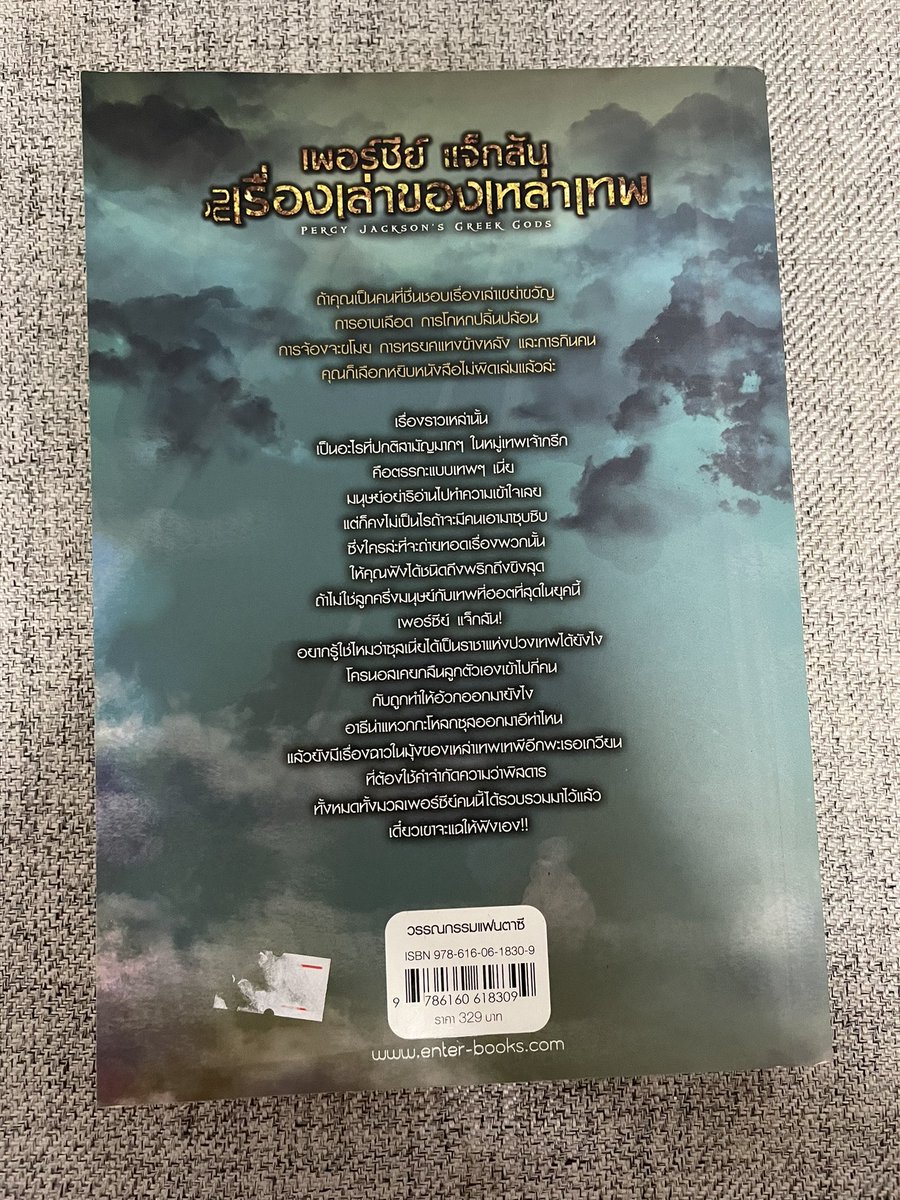 เพอร์ซีย์ แจ็กสัน
เรื่องเล่าของเหล่าเทพ
PERCY JACKSON'S GREEK GODS
ถ้าคุณเป็นคนที่ชื่นชอบเรื่องเล่าเขย่าขวัญ
การอาบเลือด การโกหกปลิ้นปล้อน
การจ้องจะขโมย การทรยศแทงข้างหลัง และการกินคน
คุณก็เลือกหยิบหนังสือไม่ผิดเล่มแล้วล่ะ
เรื่องราวเหล่านั้น
เป็นอะไรที่ปกติสามัญมากๆ ในหมู่เทพเจ้ากรีก
คือตรรกะแบบเทพๆ เนี่ย
มนุษย์อย่าริอ่านไปทำความเข้าใจเลย
แต่ก็คงไม่เป็นไรถ้าจะมีคนเอามาซุบซิบ
ซึ่งใครล่ะที่จะถ่ายทอดเรื่องพวกนั้น
ให้คุณฟังได้ชนิดถึงพริกถึงขิงสุด
ถ้าไม่ใช่ลูกครึ่งมนุษย์กับเทพที่ฮอตที่สุดในยุคนี้
เพอร์ซีย์ แจ็กสัน!
อยากรู้ใช่ไหมว่าซุสเนี่ยได้เป็นราชาแห่งปวงเทพได้ยังไง
โครนอสเคยกลืนลูกตัวเองเข้าไปกี่คน
กับถูกทำให้อ้วกออกมายังไง
อาธีน่าแหวกกะโหลกซุสออกมาอีท่าไหน
แล้วยังมีเรื่องฉาวในมุ้งของเหล่าเทพเทพีอีกพะเรอเกวียน
ที่ต้องใช้คำจำกัดความว่าพิสดาร
ทั้งหมดทั้งมวลเพอร์ซีย์คนนี้ได้รวบรวมมาไว้แล้ว
เดี๋ยวเขาจะแฉให้ฟังเอง!!
วรรณกรรมแฟนตาซี
ISBN 978-616-06-1830-9
9 786160 618309
ราคา 329 บาท
www.enter-books.com